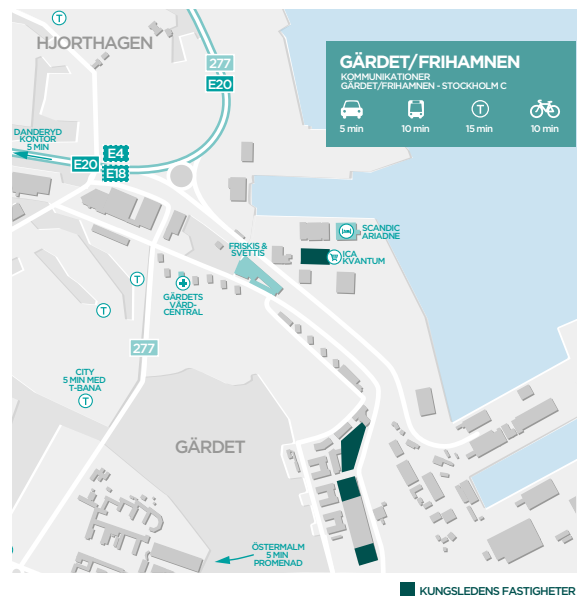 T
HJORTHAGEN
277
E20
GÄRDET/FRIHAMNEN
KOMMUNIKATIONER
GÄRDET/FRIHAMNEN - STOCKHOLM C
T
5 min 10 min 15 min 10 min
DANDERYD
KONTOR
5 MIN
E20
E4
E18
SCANDIC
ARIADNE
FRISKIS &
SVETTIS
ICA
KVANTUM
T
GÄRDETS
VÅRD-
CENTRAL
T
277
CITY
5 MIN MED
T-BANA
T
GÄRDET
ÖSTERMALM
5 MIN
PROMENAD
KUNGSLEDENS FASTIGHETER